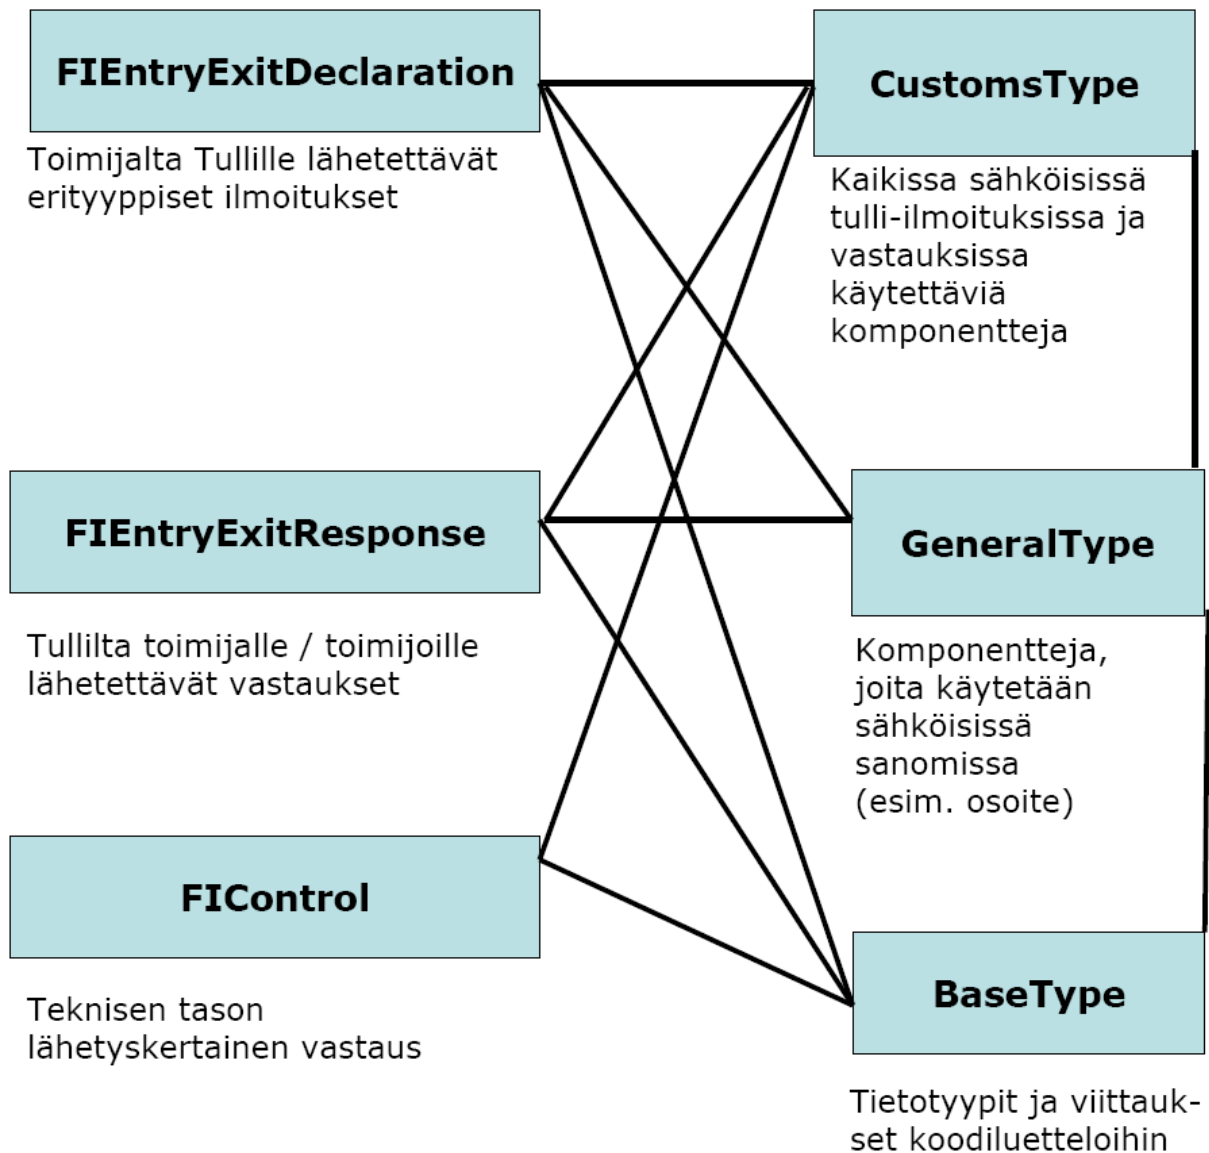 FIEntryExitDeclaration
Toimijalta Tullille lähetettävät
erityyppiset ilmoitukset
CustomsType
Kaikissa sähköisissä
tulli-ilmoituksissa ja
vastauksissa
käytettäviä
komponentteja
FIEntryExitResponse
Tullilta toimijalle / toimijoille
lähetettävät vastaukset
GeneralType
Komponentteja,
joita käytetään
sähköisissä
sanomissa
(esim. osoite)
FIControl
Teknisen tason
lähetyskertainen vastaus
BaseType
Tietotyypit ja viittauk-
set koodiluetteloihin